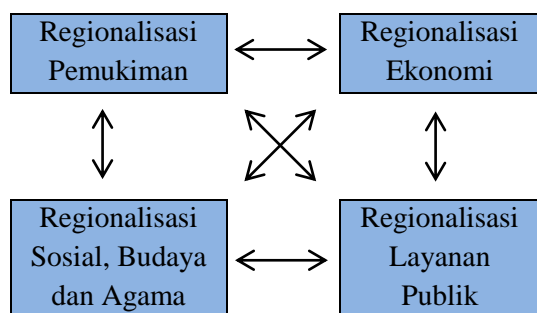 Regionalisasi
Pemukiman
Regionalisasi
Ekonomi
Regionalisasi
Sosial, Budaya
dan Agama
Regionalisasi
Layanan
Publik